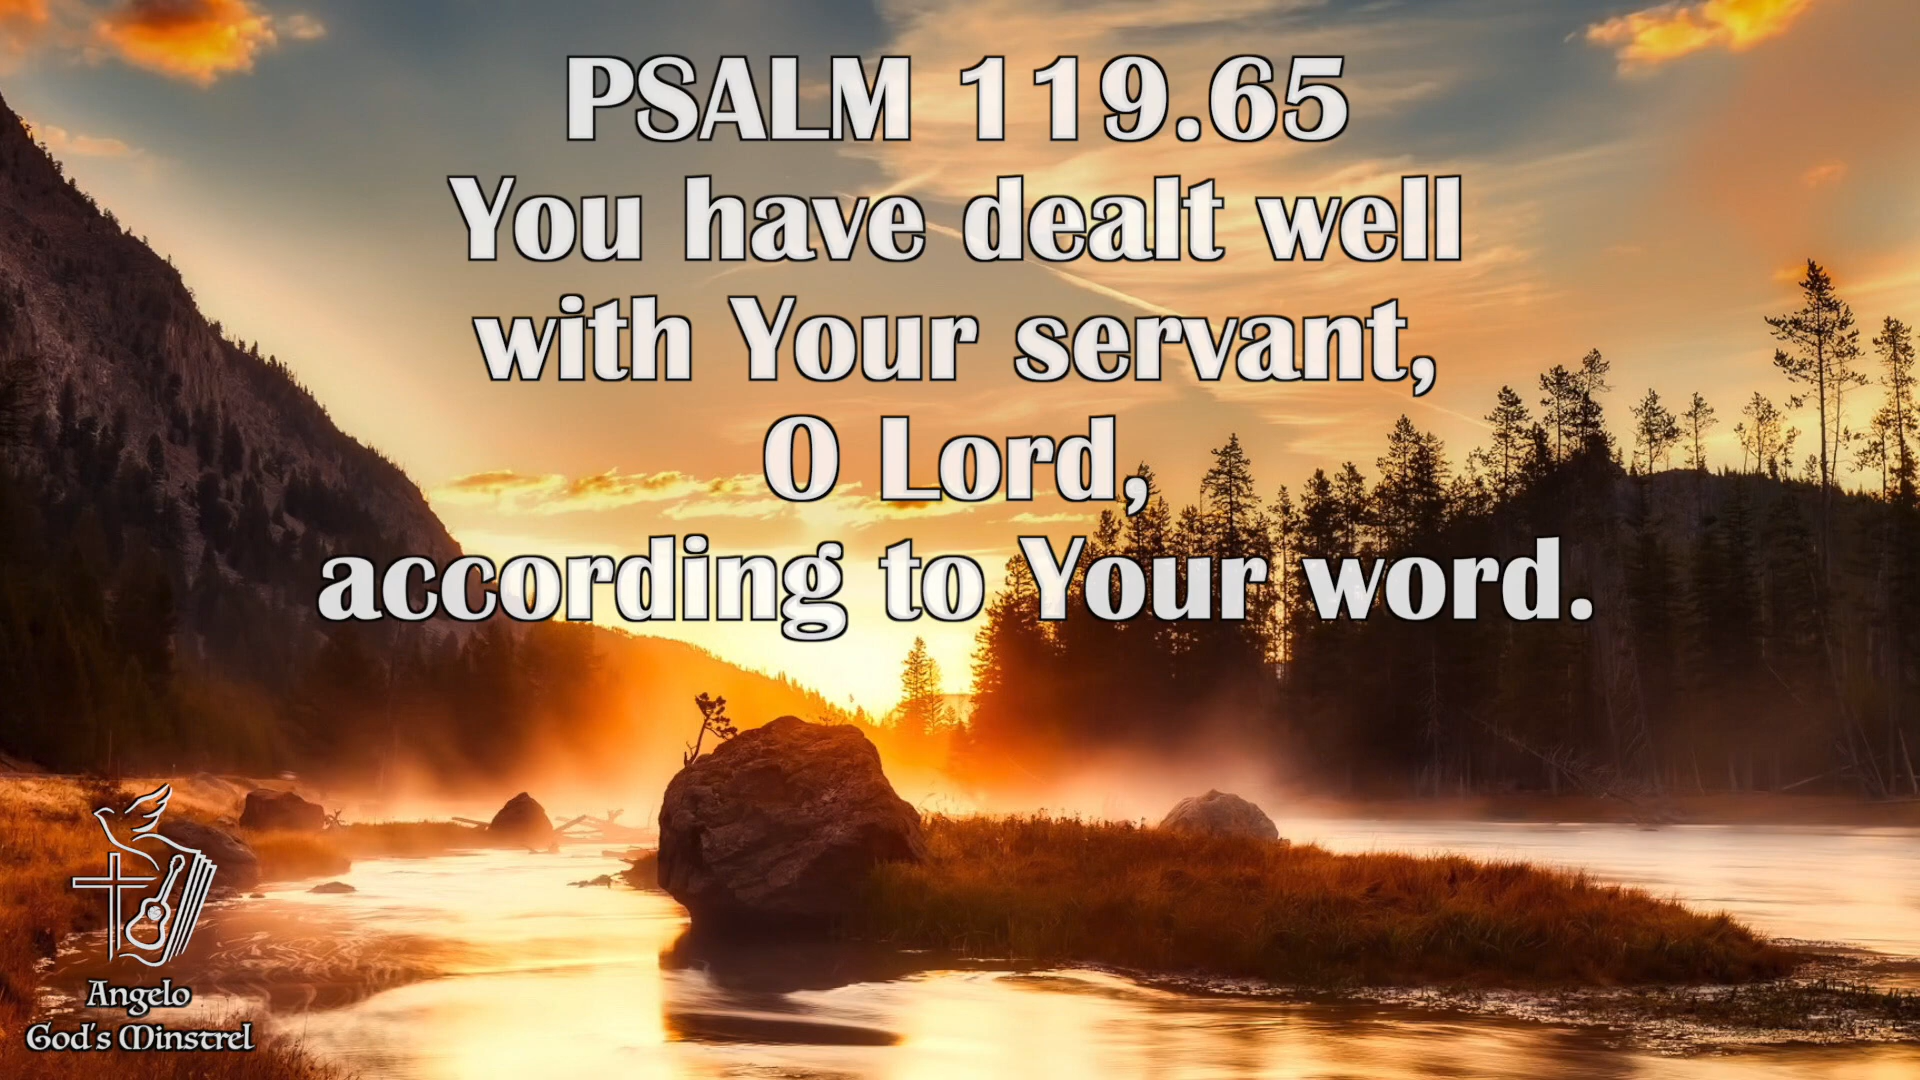 PSALM 119.65
You have dealt well
with Your servant,
O Lord,
according to Your word.
Angelo
God's Minstrel